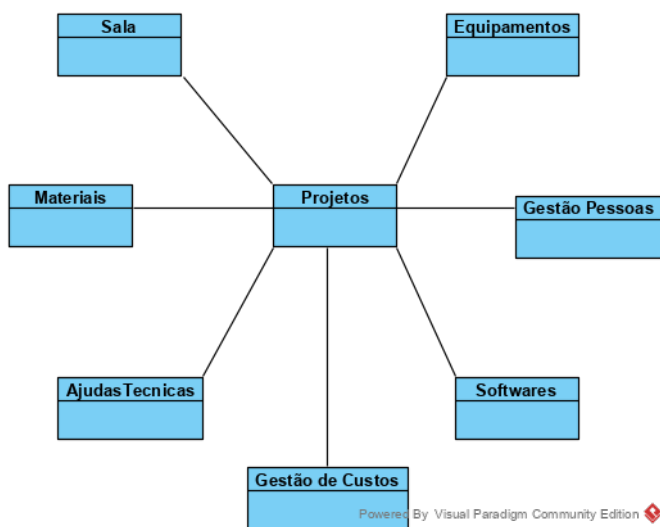 Sala
Equipamentos
Materiais
Projetos
Gestão Pessoas
AjudasTecnicas
Softwares
Gestão de Custos
Powered By Visual Paradigm Community Edition